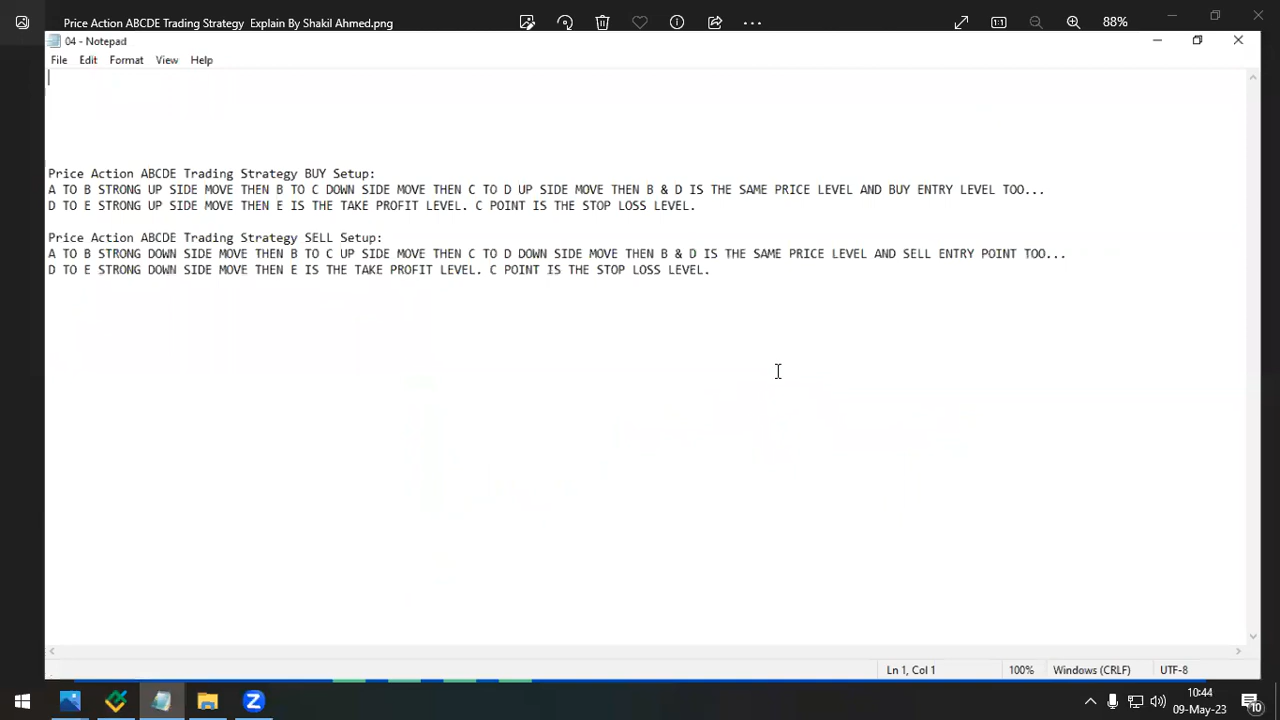 Price Action ABCDE Trading Strategy Explain By Shakil Ahmed.png
88%
04 - Notepad
File Edit Format View Help
Price Action ABCDE Trading Strategy BUY Setup:
A TO B STRONG UP SIDE MOVE THEN B TO C DOWN SIDE MOVE THEN C TO D UP SIDE MOVE THEN B & D IS THE SAME PRICE LEVEL AND BUY ENTRY LEVEL TOO...
D TO E STRONG UP SIDE MOVE THEN E IS THE TAKE PROFIT LEVEL. C POINT IS THE STOP LOSS LEVEL.
Price Action ABCDE Trading Strategy SELL Setup:
A TO B STRONG DOWN SIDE MOVE THEN B TO C UP SIDE MOVE THEN C TO D DOWN SIDE MOVE THEN B & D IS THE SAME PRICE LEVEL AND SELL ENTRY POINT TOO...
D TO E STRONG DOWN SIDE MOVE THEN E IS THE TAKE PROFIT LEVEL. C POINT IS THE STOP LOSS LEVEL.
Ln 1, Col 1 100% Windows (CRLF) UTF-8
10:44
09-May-23
10